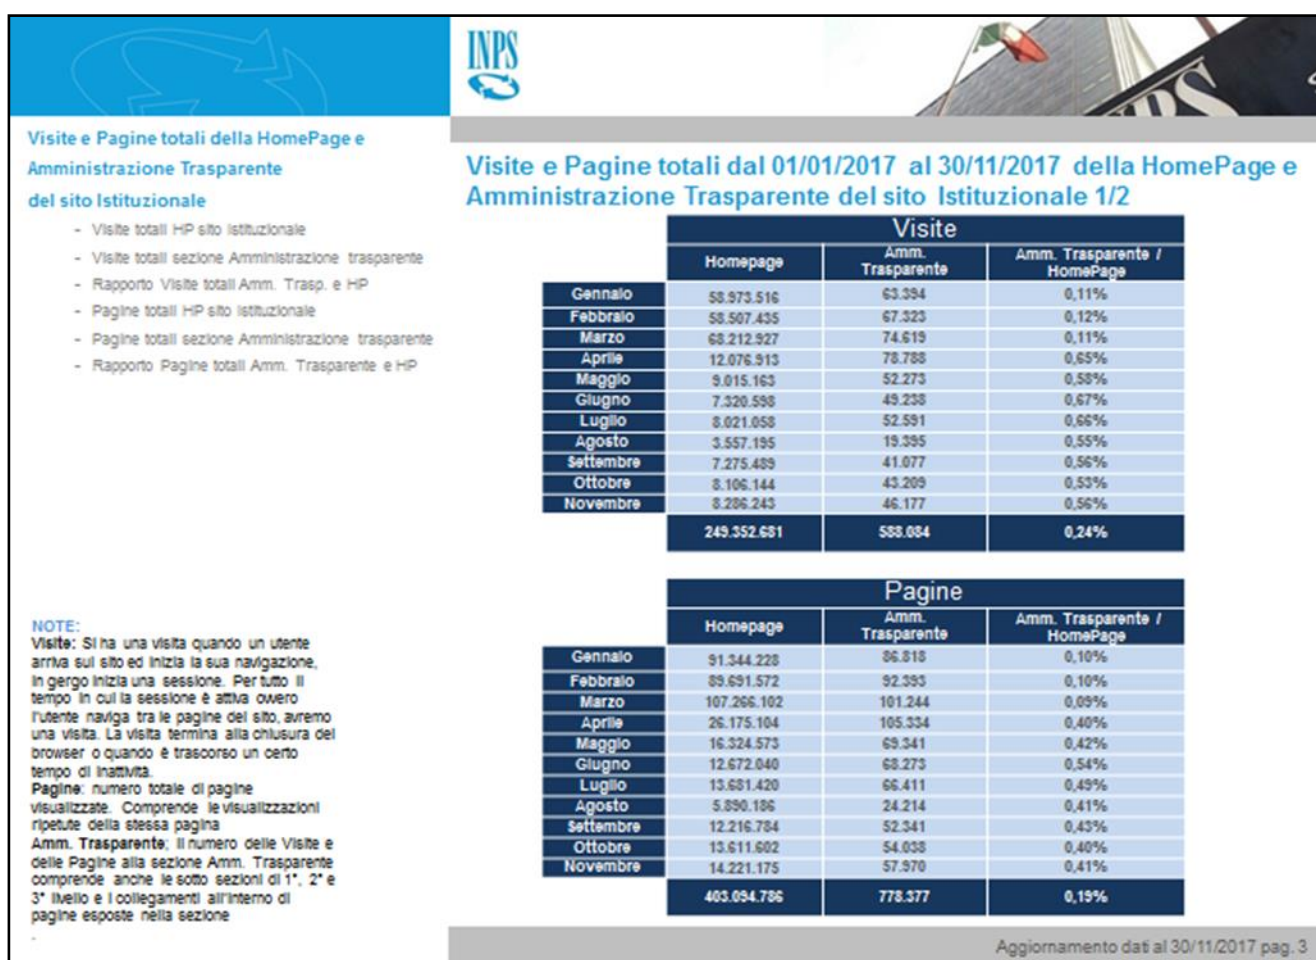 INPS
Visite e Pagine totali della HomePage e
Amministrazione Trasparente
del sito Istituzionale
- Visite totali HP sito istituzionale
- Visite totali sezione Amministrazione trasparente
- Rapporto Visite totali Amm. Trasp. e HP
- Pagine totali HP sito istituzionale
- Pagine totali sezione Amministrazione trasparente
- Rapporto Pagine totali Amm. Trasparente e HP
NOTE:
Visite: Si ha una visita quando un utente
arriva sul sito ed inizia la sua navigazione,
in gergo inizia una sessione. Per tutto il
tempo in cui la sessione è attiva ovvero
l'utente naviga tra le pagine del sito, avremo
una visita. La visita termina alla chiusura del
browser o quando è trascorso un certo
tempo di inattività.
Pagine: numero totale di pagine
visualizzate. Comprende le visualizzazioni
ripetute della stessa pagina
Amm. Trasparente; il numero delle Visite e
delle Pagine alla sezione Amm. Trasparente
comprende anche le sotto sezioni di 1°, 2° e
3° livello e i collegamenti all'interno di
pagine esposte nella sezione
.
Visite e Pagine totali dal 01/01/2017 al 30/11/2017 della HomePage e
Amministrazione Trasparente del sito Istituzionale 1/2
Visite
Homepage Amm. Trasparente Amm. Trasparente / HomePage
Gennaio 58.973.516 63.394 0,11%
Febbraio 58.507.435 67.323 0,12%
Marzo 68.212.927 74.619 0,11%
Aprile 12.076.913 78.788 0,65%
Maggio 9.015.163 52.273 0,58%
Giugno 7.320.598 49.238 0,67%
Luglio 8.021.058 52.591 0,66%
Agosto 3.557.195 19.395 0,55%
Settembre 7.275.489 41.077 0,56%
Ottobre 8.106.144 43.209 0,53%
Novembre 8.286.243 46.177 0,56%
249.352.681 588.084 0,24%
Pagine
Homepage Amm. Trasparente Amm. Trasparente / HomePage
Gennaio 91.344.228 86.818 0,10%
Febbraio 89.691.572 92.393 0,10%
Marzo 107.266.102 101.244 0,09%
Aprile 26.175.104 105.334 0,40%
Maggio 16.324.573 69.341 0,42%
Giugno 12.672.040 68.273 0,54%
Luglio 13.681.420 66.411 0,49%
Agosto 5.890.186 24.214 0,41%
Settembre 12.216.784 52.341 0,43%
Ottobre 13.611.602 54.038 0,40%
Novembre 14.221.175 57.970 0,41%
403.094.786 778.377 0,19%
Aggiornamento dati al 30/11/2017 pag. 3